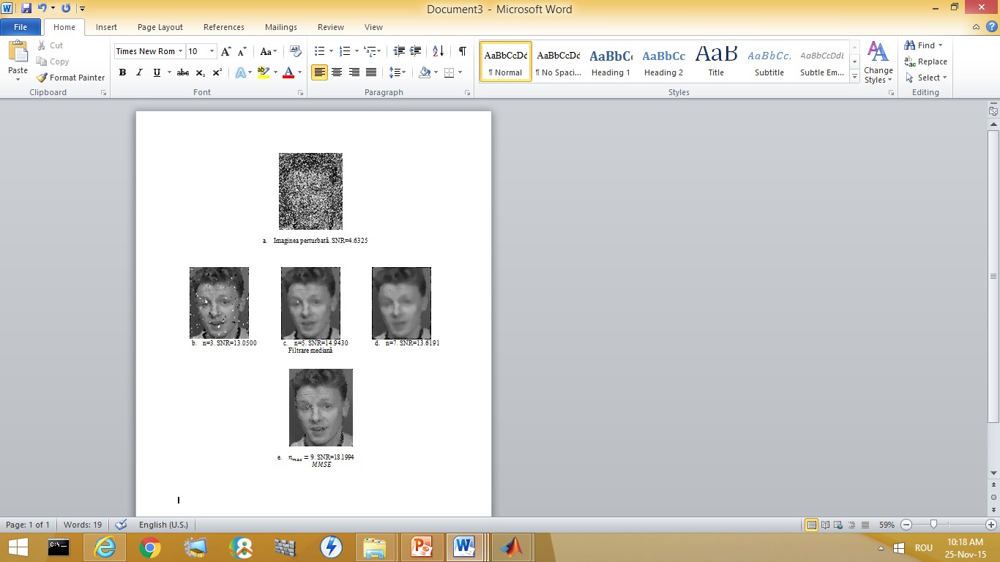 Document3 - Microsoft Word
File Home Insert Page Layout References Mailings Review View
Paste
Cut
Copy
Format Painter
Clipboard
Times New Rom 10
Font
Paragraph
AaBbCcDd AaBbCcDd AaBbCc AaBbCc AaB AaBbCc. AaBbCcDd
¶ Normal ¶ No Spaci... Heading 1 Heading 2 Title Subtitle Subtle Em...
Change Styles
Styles
Find
Replace
Select
Editing
a. Imaginea perturbată. SNR=4.6325
b. n=3. SNR=13.0500 c. n=5. SNR=14.9430 d. n=7. SNR=13.6191
Filtrare mediană
e. nmax = 9. SNR=18.1994
MMSE
Page: 1 of 1 Words: 19 English (U.S.) 59%
ROU 10:18 AM
25-Nov-15